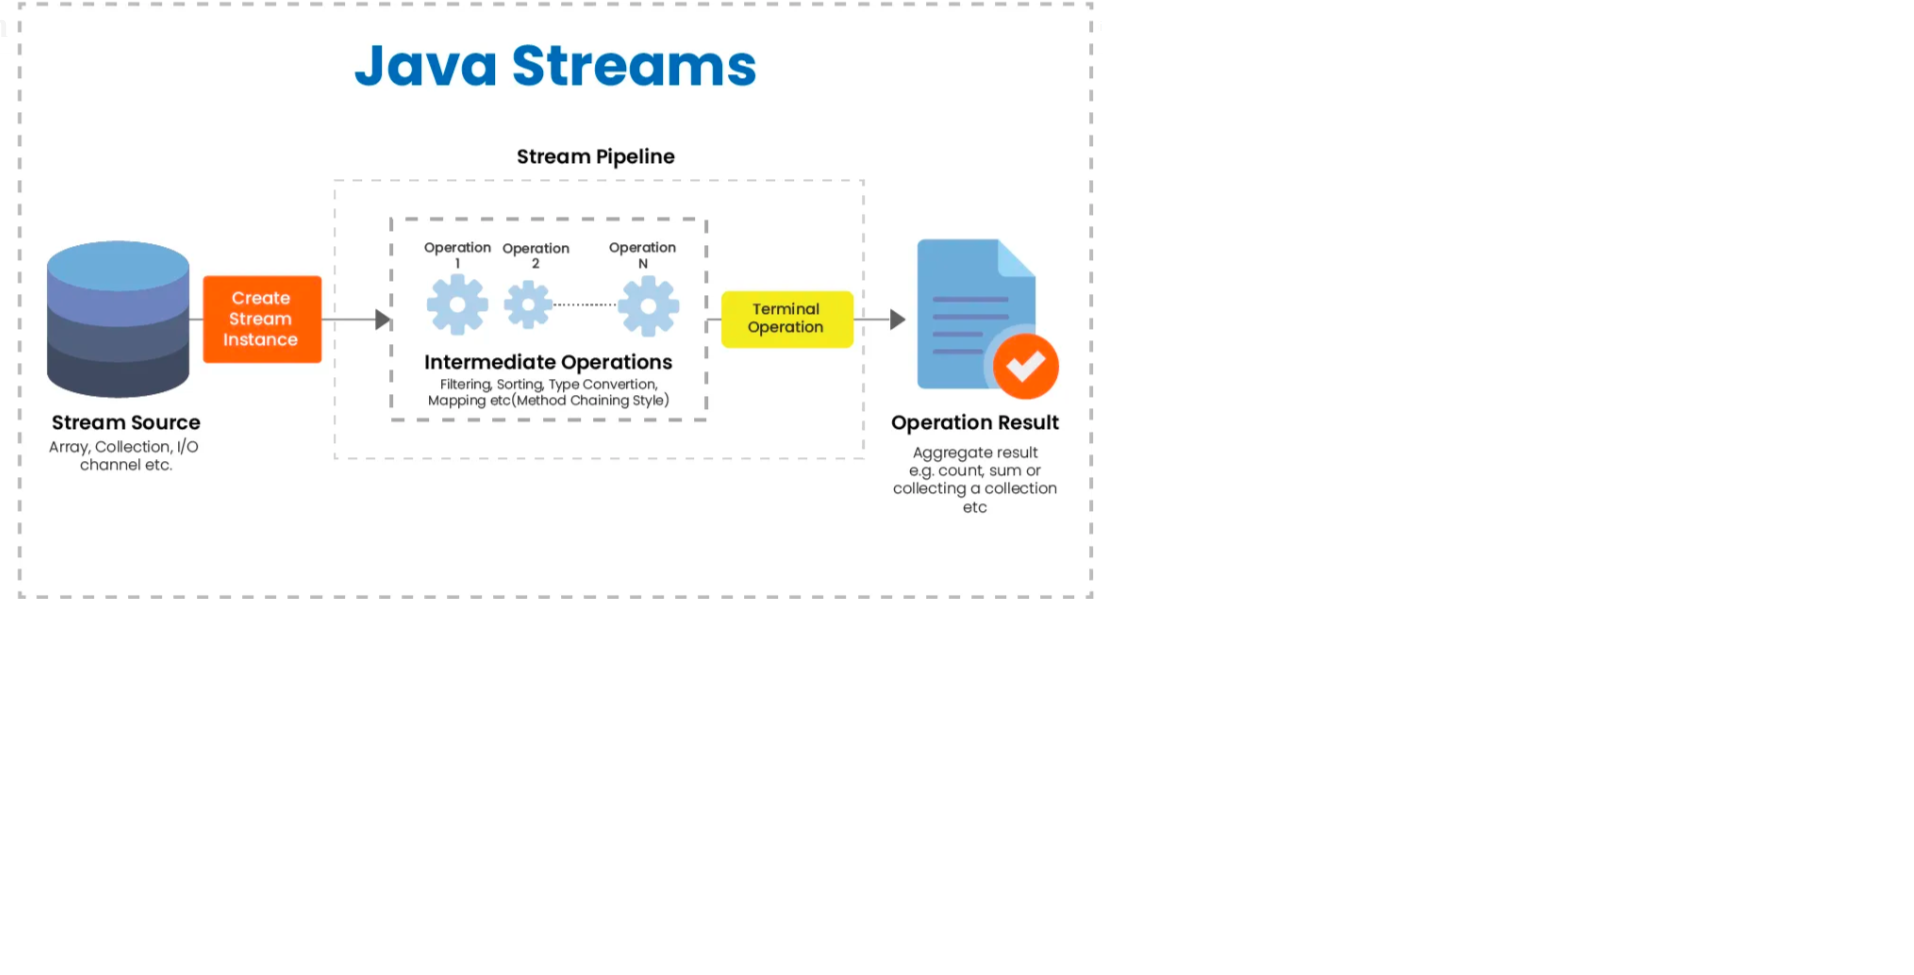 Java Streams
Stream Pipeline
Create
Stream
Instance
Stream Source
Array, Collection, I/O
channel etc.
Operation
1
Operation
2
Operation
N
Intermediate Operations
Filtering, Sorting, Type Convertion,
Mapping etc(Method Chaining Style)
Terminal
Operation
Operation Result
Aggregate result
e.g. count, sum or
collecting a collection
etc